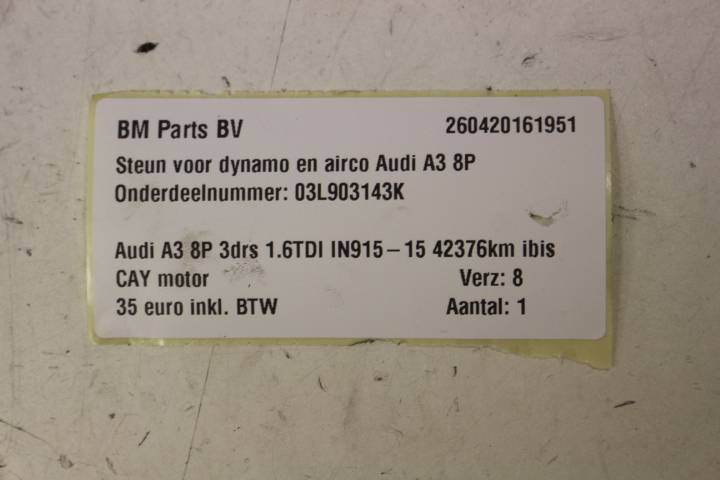 BM Parts BV 260420161951
Steun voor dynamo en airco Audi A3 8P
Onderdeelnummer: 03L903143K
Audi A3 8P 3drs 1.6TDI IN915-15 42376km ibis
CAY motor Verz: 8
35 euro inkl. BTW Aantal: 1